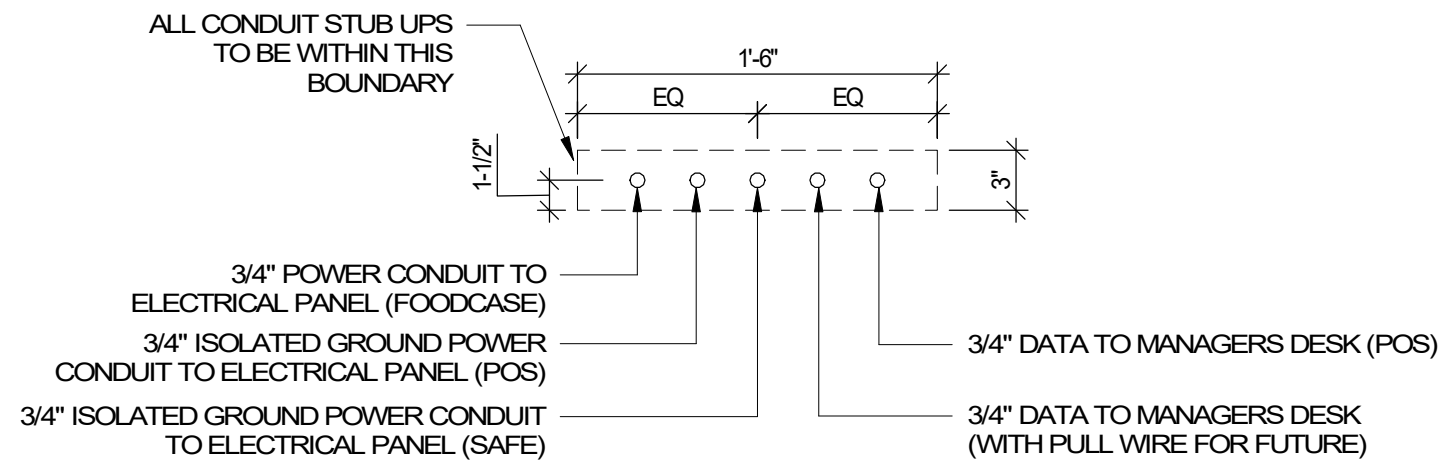 ALL CONDUIT STUB UPS
TO BE WITHIN THIS
BOUNDARY
1'-6"
EQ
EQ
1-1/2"
3"
3/4" POWER CONDUIT TO
ELECTRICAL PANEL (FOODCASE)
3/4" ISOLATED GROUND POWER
CONDUIT TO ELECTRICAL PANEL (POS)
3/4" ISOLATED GROUND POWER CONDUIT
TO ELECTRICAL PANEL (SAFE)
3/4" DATA TO MANAGERS DESK (POS)
3/4" DATA TO MANAGERS DESK
(WITH PULL WIRE FOR FUTURE)